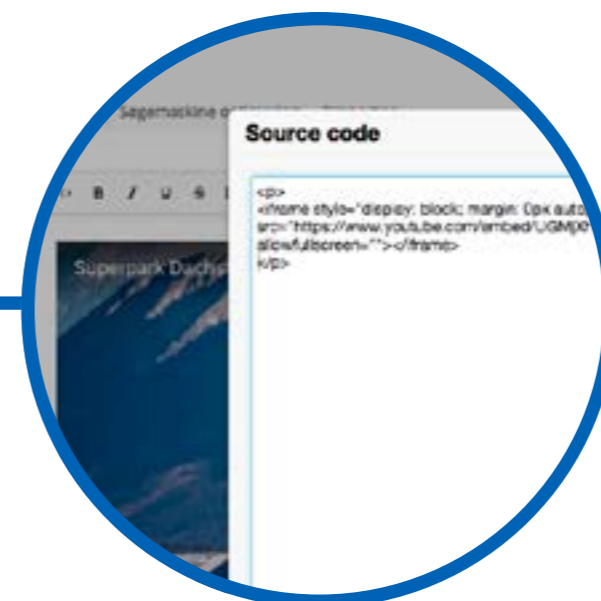 Søgemaskine
Source code
B I U S
<p>
<iframe style="display: block; margin: 0px auto
src="https://www.youtube.com/embed/
allowfullscreen=""></iframe>
</p>
Superpark Dachs